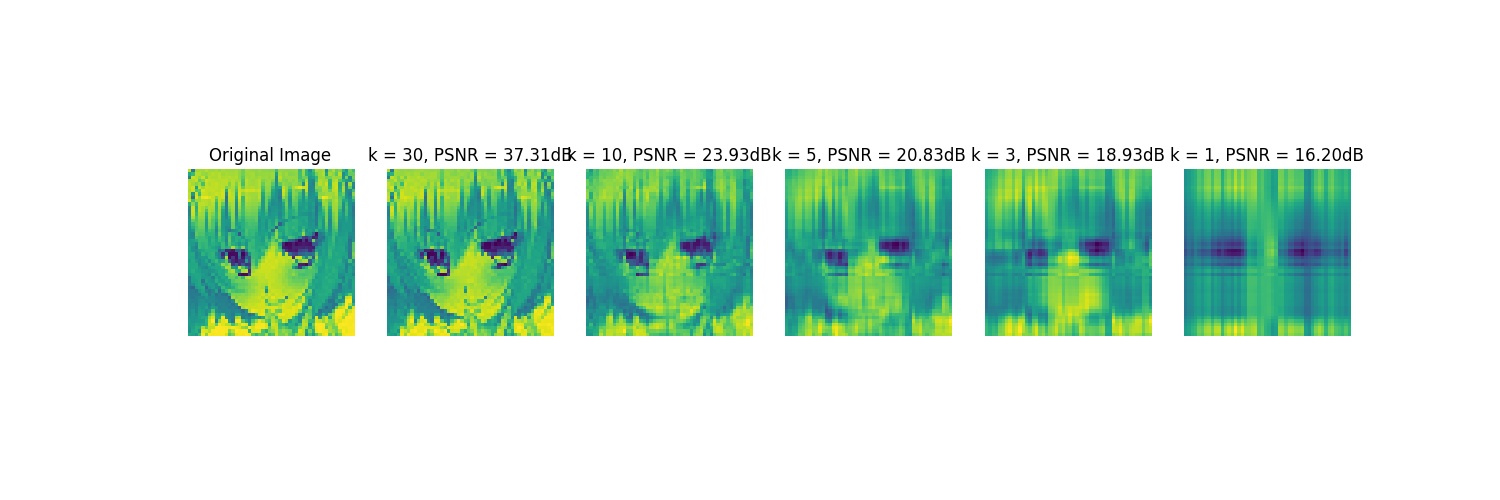 Original Image
k = 30, PSNR = 37.31dB
k = 10, PSNR = 23.93dB
k = 5, PSNR = 20.83dB
k = 3, PSNR = 18.93dB
k = 1, PSNR = 16.20dB